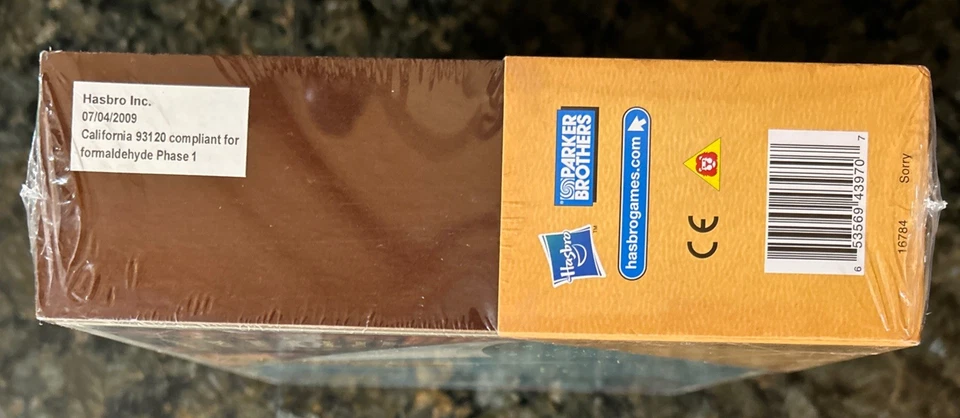 Hasbro Inc.
07/04/2009
California 93120 compliant for
formaldehyde Phase 1
PARKER
BROTHERS
Hasbro
™
hasbrogames.com
CE
6 53569 43970 7
16784 Sorry